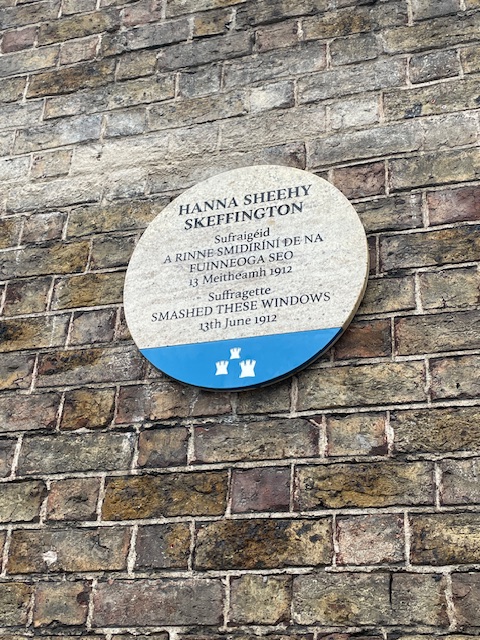 HANNA SHEEHY
SKEFFINGTON
Sufraigéid
A RINNE SMIDIRÍNÍ DE NA
FUINNEOGA SEO
13 Meitheamh 1912
Suffragette
SMASHED THESE WINDOWS
13th June 1912